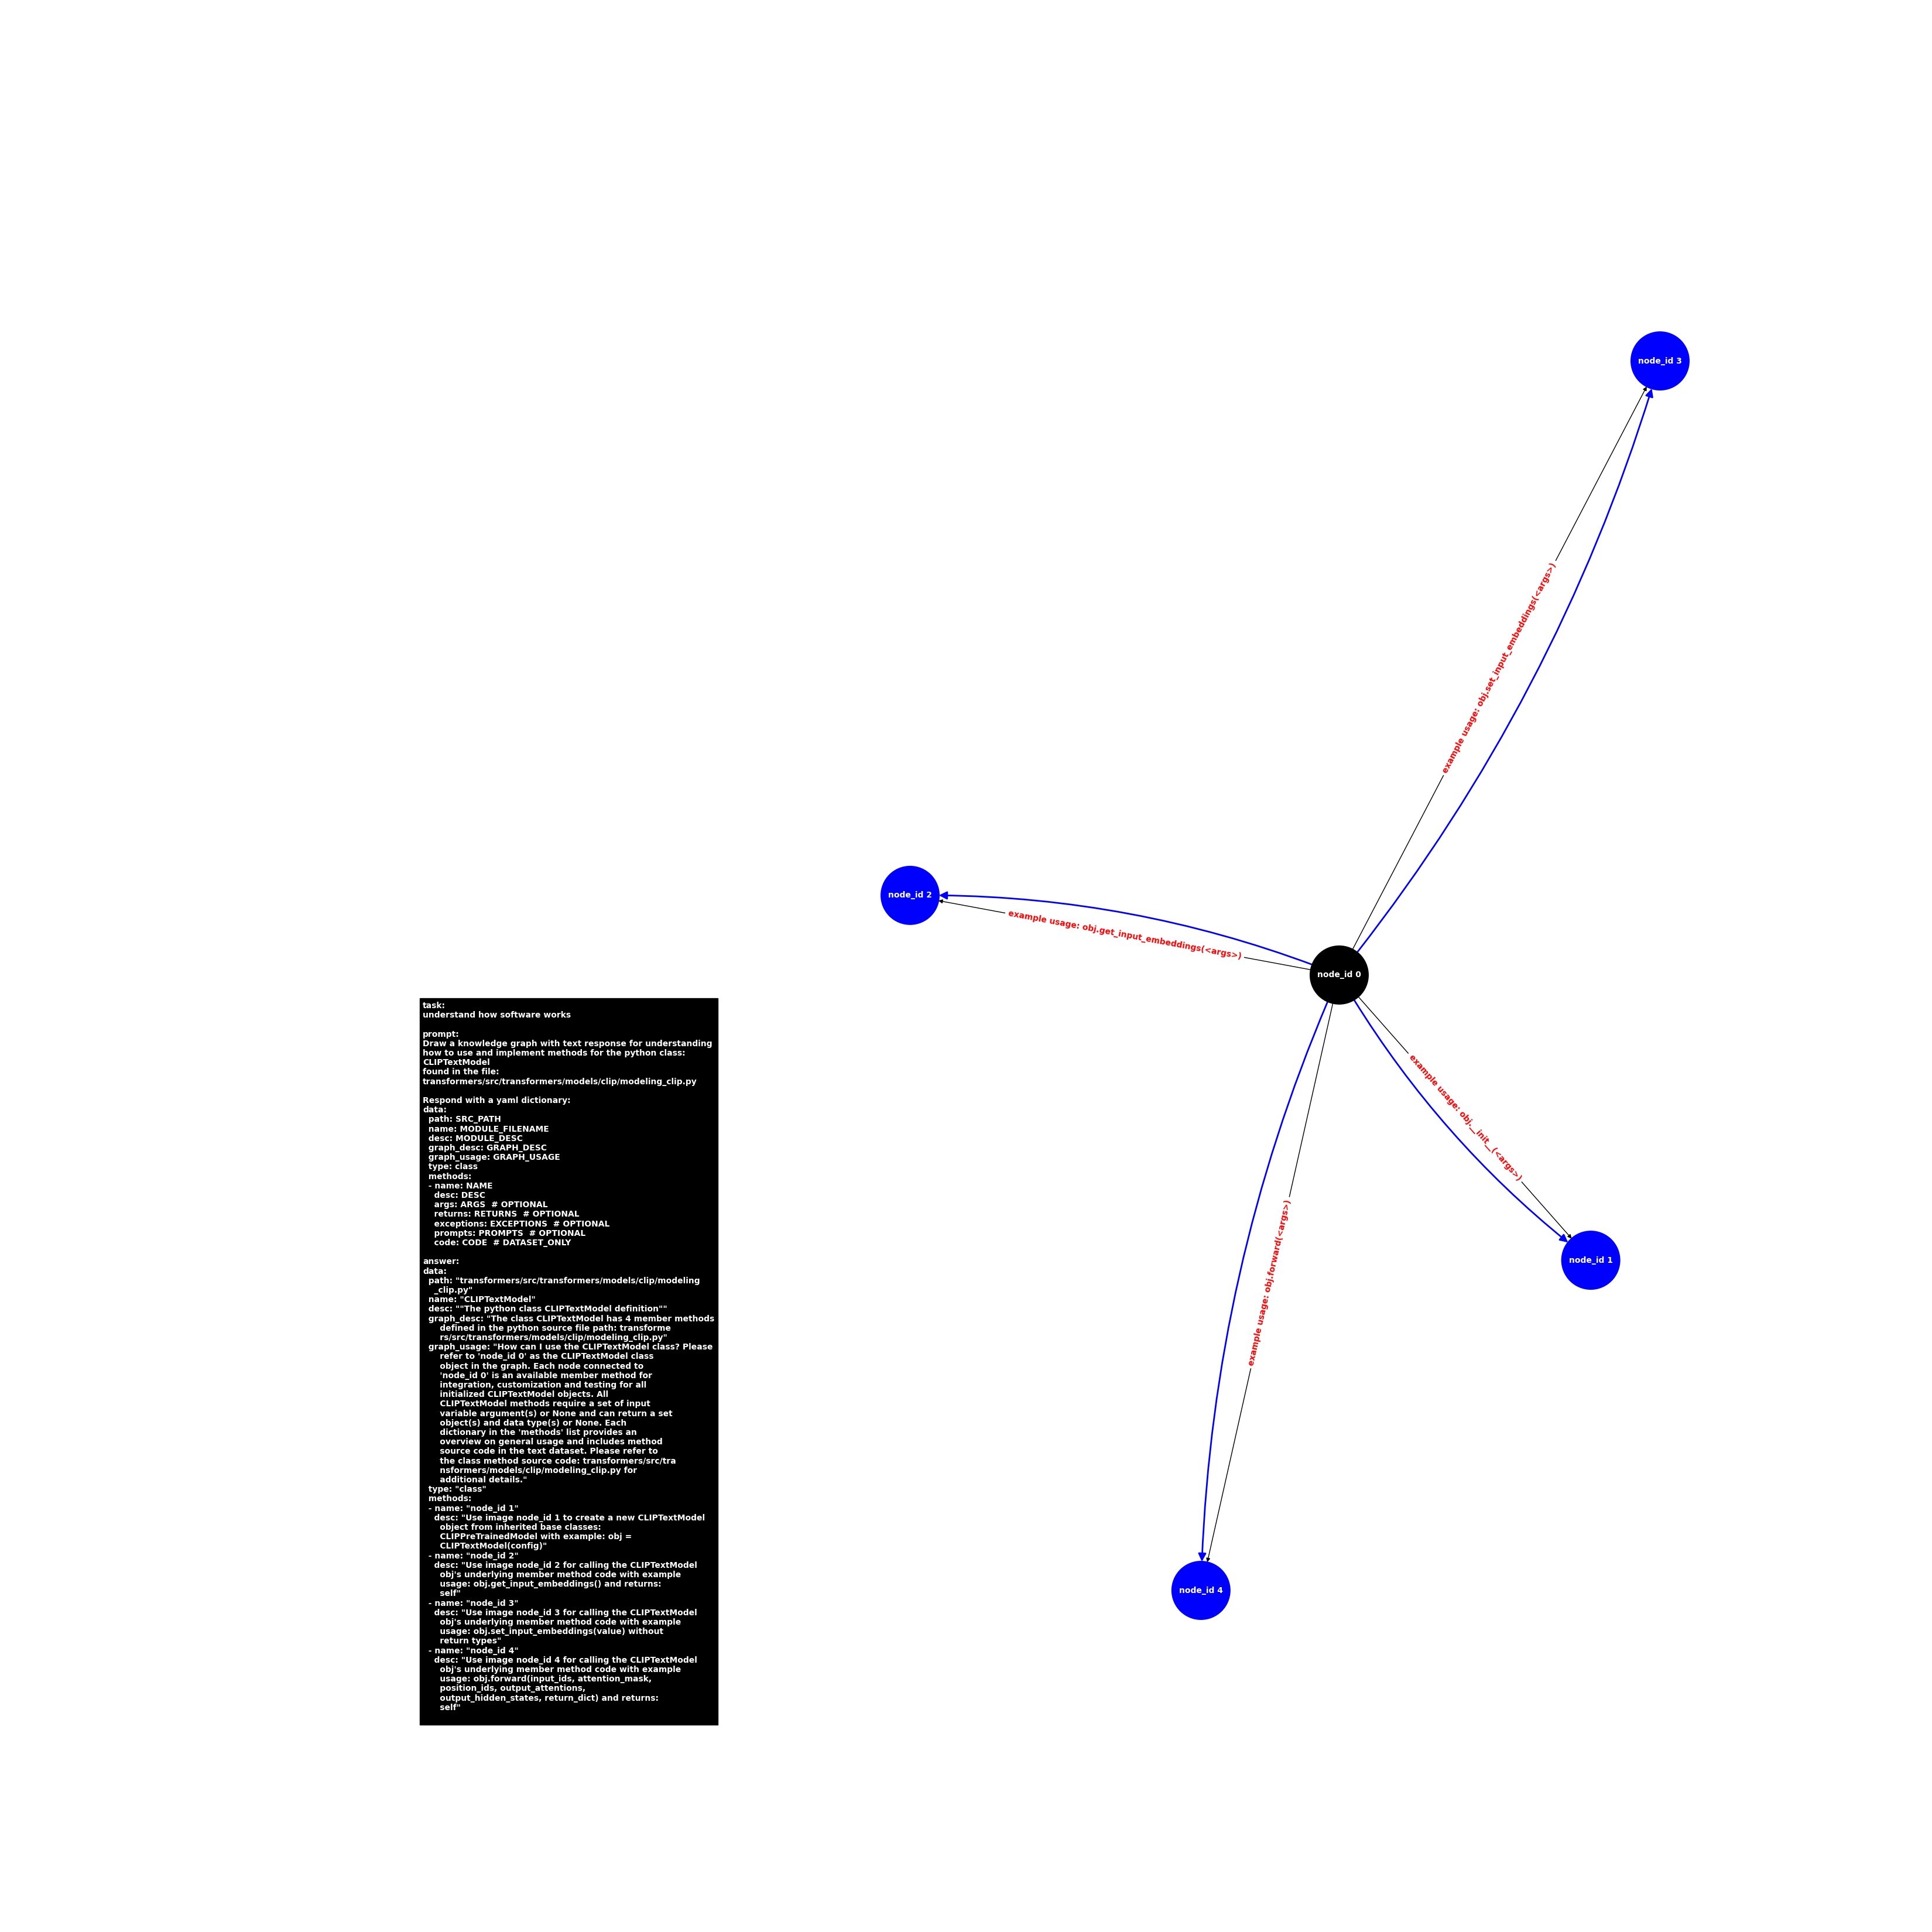 node_id 3
example usage: obj.set_input_embeddings(<args>)
node_id 2
example usage: obj.get_input_embeddings(<args>)
node_id 0
example usage: obj.__init__(<args>)
example usage: obj.forward(<args>)
node_id 1
node_id 4
task:
understand how software works

prompt:
Draw a knowledge graph with text response for understanding
how to use and implement methods for the python class:
CLIPTextModel
found in the file:
transformers/src/transformers/models/clip/modeling_clip.py

Respond with a yaml dictionary:
data:
  path: SRC_PATH
  name: MODULE_FILENAME
  desc: MODULE_DESC
  graph_desc: GRAPH_DESC
  graph_usage: GRAPH_USAGE
  type: class
  methods:
  - name: NAME
    desc: DESC
    args: ARGS  # OPTIONAL
    returns: RETURNS  # OPTIONAL
    exceptions: EXCEPTIONS  # OPTIONAL
    prompts: PROMPTS  # OPTIONAL
    code: CODE  # DATASET_ONLY

answer:
data:
  path: "transformers/src/transformers/models/clip/modeling
    _clip.py"
  name: "CLIPTextModel"
  desc: ""The python class CLIPTextModel definition""
  graph_desc: "The class CLIPTextModel has 4 member methods
      defined in the python source file path: transforme
      rs/src/transformers/models/clip/modeling_clip.py"
  graph_usage: "How can I use the CLIPTextModel class? Please
      refer to 'node_id 0' as the CLIPTextModel class
      object in the graph. Each node connected to
      'node_id 0' is an available member method for
      integration, customization and testing for all
      initialized CLIPTextModel objects. All
      CLIPTextModel methods require a set of input
      variable argument(s) or None and can return a set
      object(s) and data type(s) or None. Each
      dictionary in the 'methods' list provides an
      overview on general usage and includes method
      source code in the text dataset. Please refer to
      the class method source code: transformers/src/tra
      nsformers/models/clip/modeling_clip.py for
      additional details."
  type: "class"
  methods:
  - name: "node_id 1"
    desc: "Use image node_id 1 to create a new CLIPTextModel
      object from inherited base classes:
      CLIPPreTrainedModel with example: obj =
      CLIPTextModel(config)"
  - name: "node_id 2"
    desc: "Use image node_id 2 for calling the CLIPTextModel
      obj's underlying member method code with example
      usage: obj.get_input_embeddings() and returns:
      self"
  - name: "node_id 3"
    desc: "Use image node_id 3 for calling the CLIPTextModel
      obj's underlying member method code with example
      usage: obj.set_input_embeddings(value) without
      return types"
  - name: "node_id 4"
    desc: "Use image node_id 4 for calling the CLIPTextModel
      obj's underlying member method code with example
      usage: obj.forward(input_ids, attention_mask,
      position_ids, output_attentions,
      output_hidden_states, return_dict) and returns:
      self"